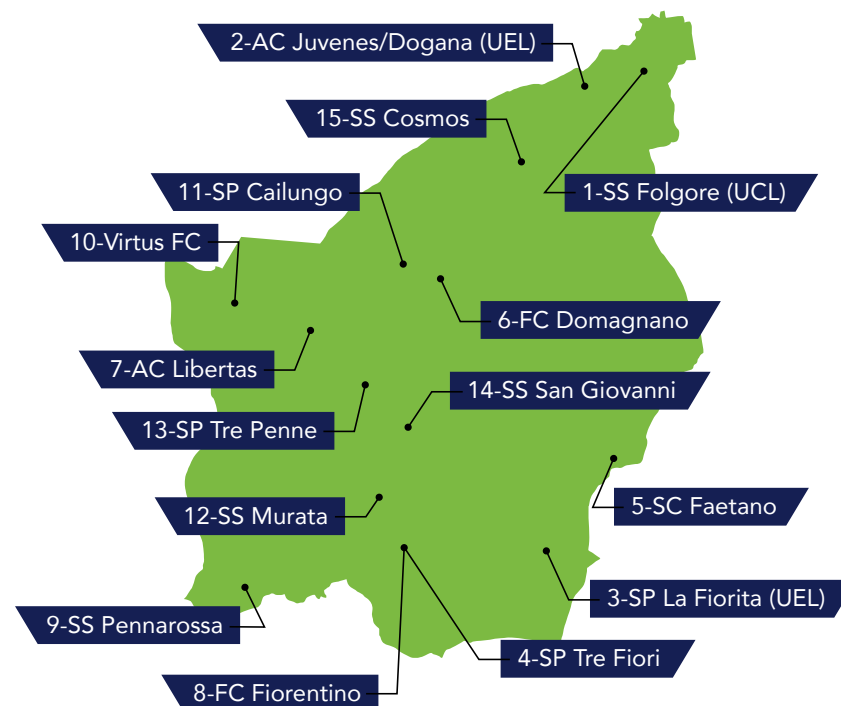 2-AC Juvenes/Dogana (UEL)
15-SS Cosmos
11-SP Cailungo
1-SS Folgore (UCL)
10-Virtus FC
6-FC Domagnano
7-AC Libertas
14-SS San Giovanni
13-SP Tre Penne
5-SC Faetano
12-SS Murata
3-SP La Fiorita (UEL)
9-SS Pennarossa
4-SP Tre Fiori
8-FC Fiorentino